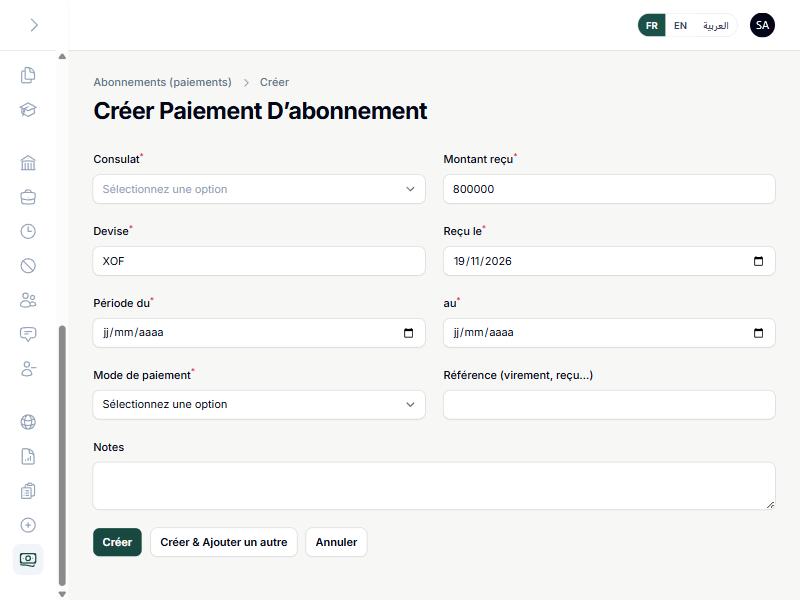 FR EN العربية SA
Abonnements (paiements) > Créer
Créer Paiement D’abonnement
Consulat*
Montant reçu*
Sélectionnez une option
800000
Devise*
Reçu le*
XOF
19/11/2026
Période du*
au*
jj/mm/aaaa
jj/mm/aaaa
Mode de paiement*
Référence (virement, reçu…)
Sélectionnez une option
Notes
Créer
Créer & Ajouter un autre
Annuler